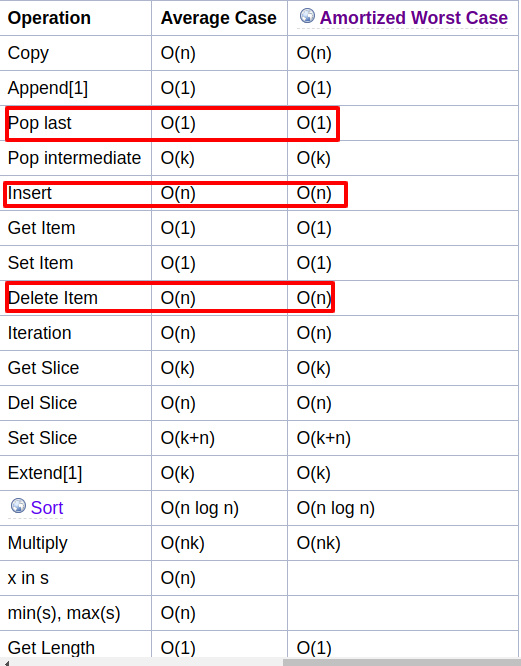 Operation Average Case Amortized Worst Case
Copy O(n) O(n)
Append[1] O(1) O(1)
Pop last O(1) O(1)
Pop intermediate O(k) O(k)
Insert O(n) O(n)
Get Item O(1) O(1)
Set Item O(1) O(1)
Delete Item O(n) O(n)
Iteration O(n) O(n)
Get Slice O(k) O(k)
Del Slice O(n) O(n)
Set Slice O(k+n) O(k+n)
Extend[1] O(k) O(k)
Sort O(n log n) O(n log n)
Multiply O(nk) O(nk)
x in s O(n)
min(s), max(s) O(n)
Get Length O(1) O(1)